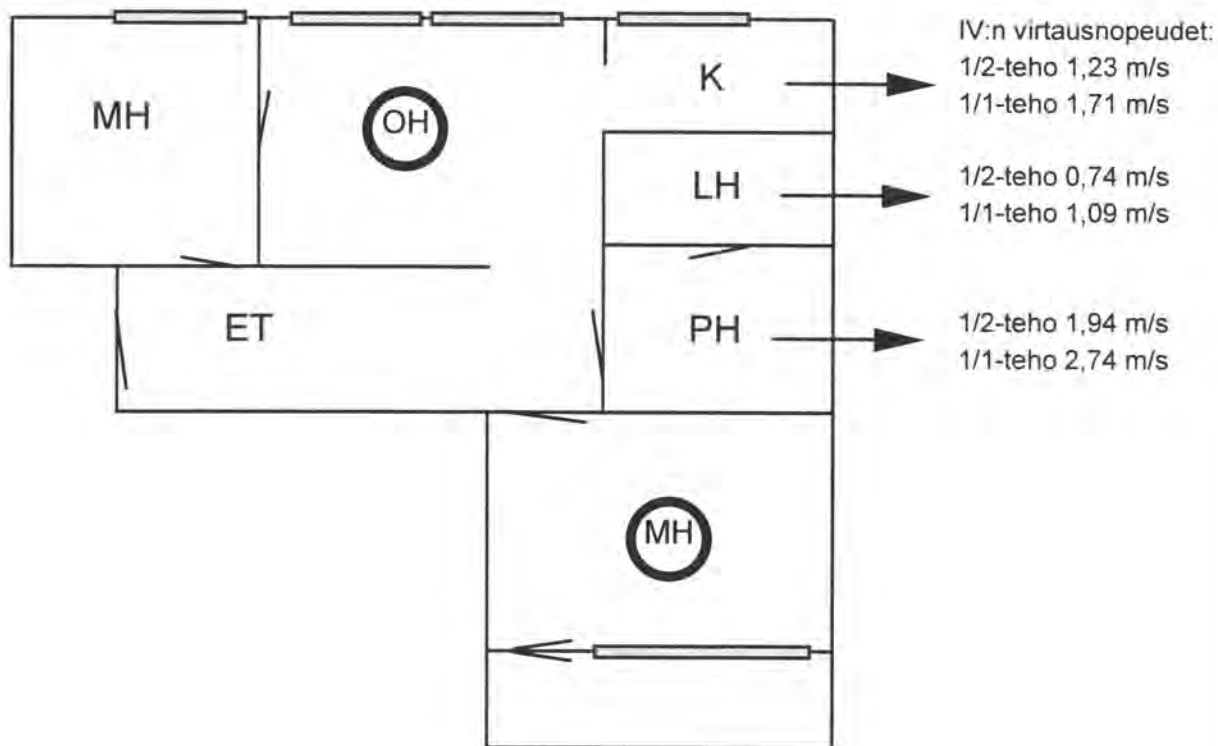 IV:n virtausnopeudet:
1/2-teho 1,23 m/s
1/1-teho 1,71 m/s
K
MH
OH
LH
1/2-teho 0,74 m/s
1/1-teho 1,09 m/s
ET
PH
1/2-teho 1,94 m/s
1/1-teho 2,74 m/s
MH